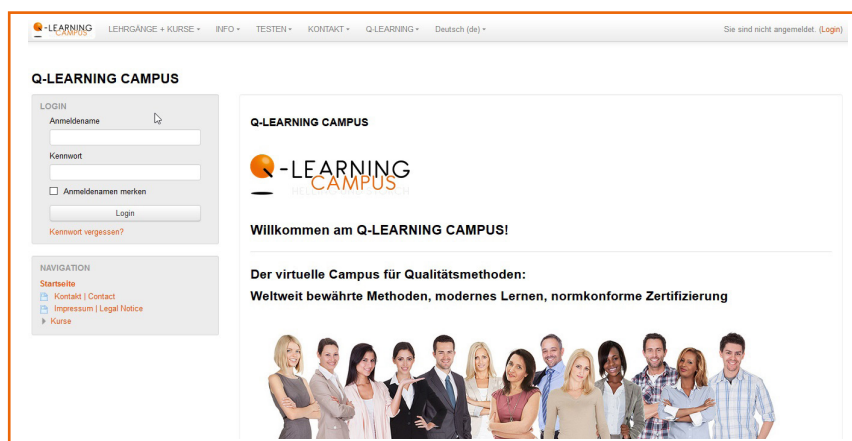 -LEARNING CAMPUS LEHRGÄNGE + KURSE INFO TESTEN KONTAKT Q-LEARNING Deutsch (de) Sie sind nicht angemeldet. (Login)
Q-LEARNING CAMPUS
LOGIN
Anmeldename
Kennwort
Anmeldenamen merken
Login
Kennwort vergessen?
NAVIGATION
Startseite
Kontakt | Contact
Impressum | Legal Notice
Kurse
Q-LEARNING CAMPUS
Q-LEARNING
CAMPUS
Willkommen am Q-LEARNING CAMPUS!
Der virtuelle Campus für Qualitätsmethoden:
Weltweit bewährte Methoden, modernes Lernen, normkonforme Zertifizierung